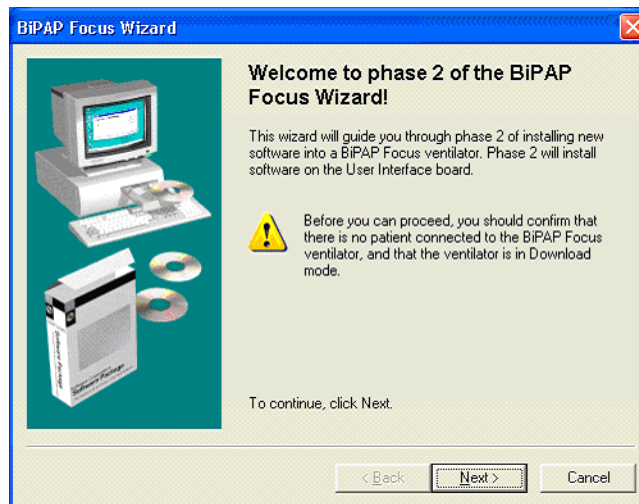 BiPAP Focus Wizard
Welcome to phase 2 of the BiPAP
Focus Wizard!
This wizard will guide you through phase 2 of installing new
software into a BiPAP Focus ventilator. Phase 2 will install
software on the User Interface board.
Before you can proceed, you should confirm that
there is no patient connected to the BiPAP Focus
ventilator, and that the ventilator is in Download
mode.
Software Package
To continue, click Next.
< Back
Next >
Cancel